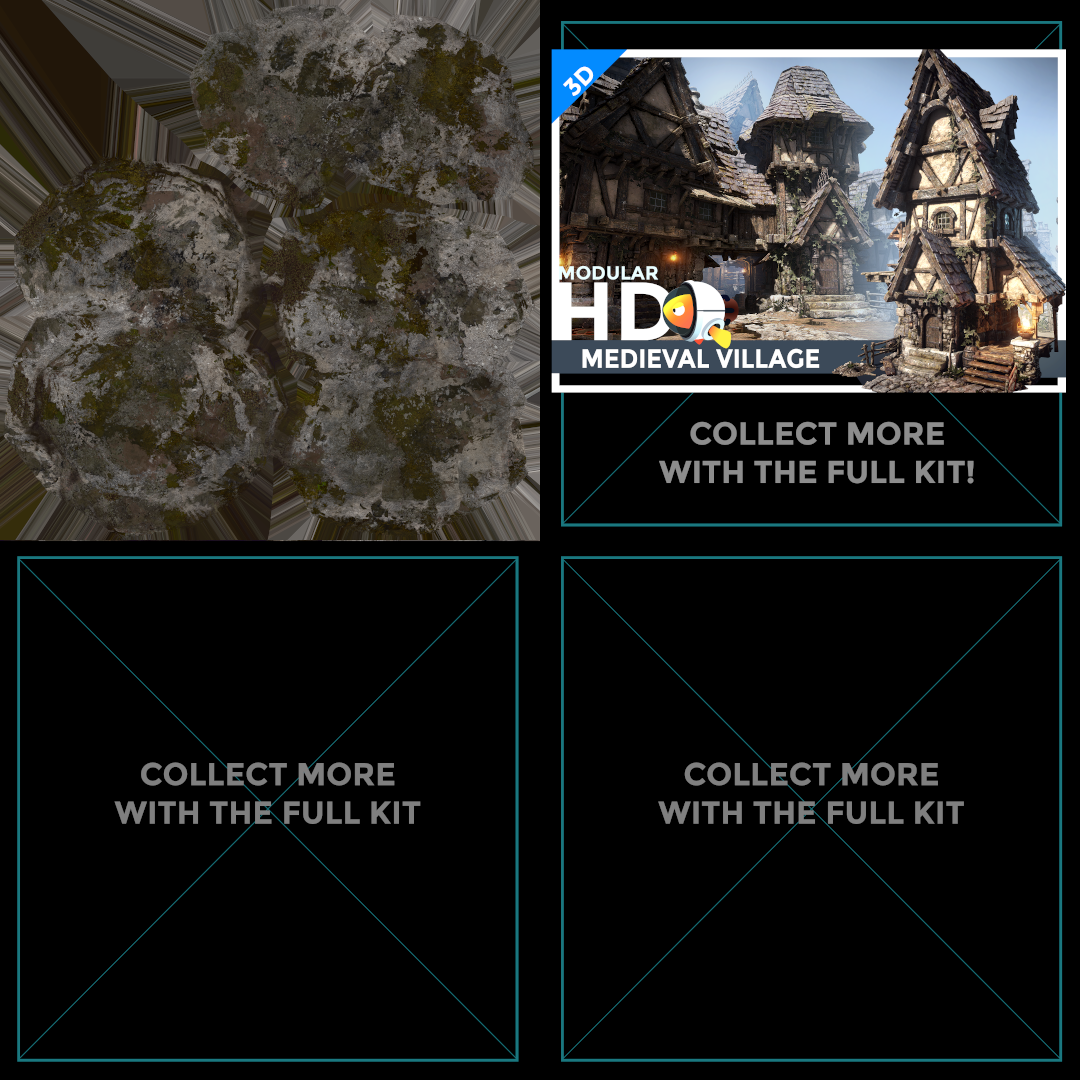 3D
MODULAR
HD
MEDIEVAL VILLAGE
COLLECT MORE
WITH THE FULL KIT!
COLLECT MORE
WITH THE FULL KIT
COLLECT MORE
WITH THE FULL KIT